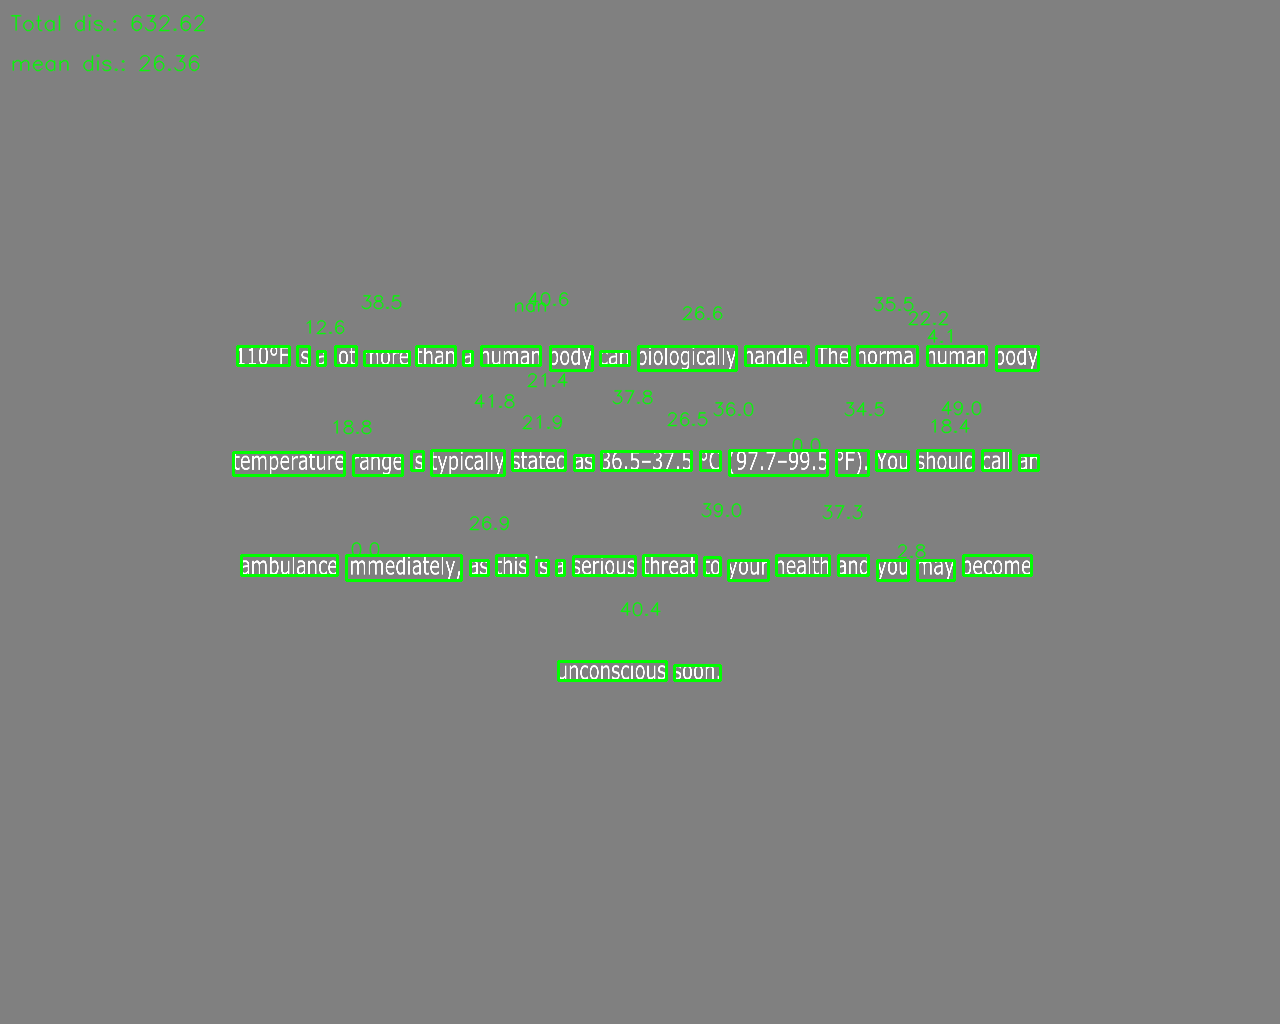 Total dis.: 632.62
mean dis.: 26.36
38.5 nan 40.6 26.6 35.5
12.6 22.2
4.1
110°F is a lot more than a human body can biologically handle. The normal human body
21.4
41.8 37.8 36.0 34.5 49.0
18.8 21.9 26.5 0.0 18.4
temperature range is typically stated as 36.5–37.5 °C (97.7–99.5 °F). You should call an
26.9 39.0 37.3
0.0 2.8
ambulance immediately, as this is a serious threat to your health and you may become
40.4
unconscious soon.